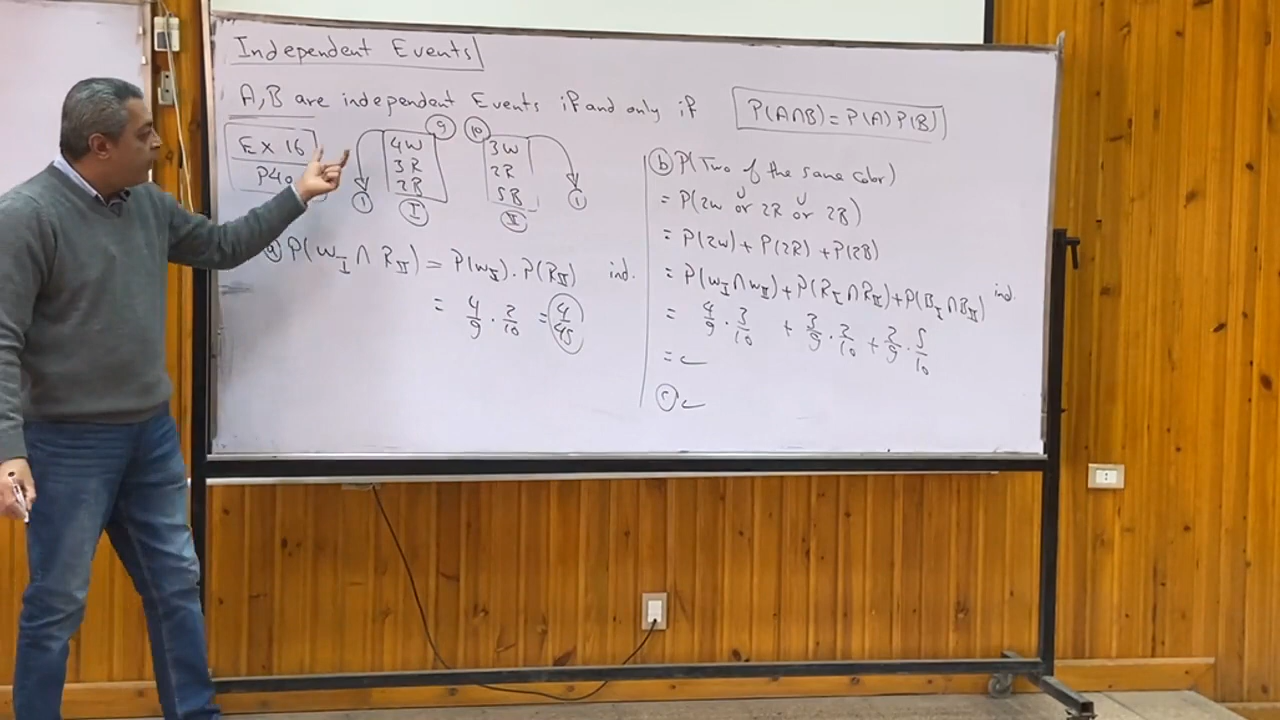 Independent Events
A,B are independent Events if and only if P(A∩B) = P(A) P(B)
Ex 16
P40
9
4W
3R
2B
I
1
10
3W
2R
5B
II
1
a P(W_I ∩ R_II) = P(W_I) . P(R_II) ind.
= 4/9 . 2/10 = 4/45
b P(Two of the same color)
= P(2W or 2R or 2B)
= P(2W) + P(2R) + P(2B)
= P(W_I ∩ W_II) + P(R_I ∩ R_II) + P(B_I ∩ B_II) ind.
= 4/9 . 3/10 + 3/9 . 2/10 + 2/9 . 5/10
=
c